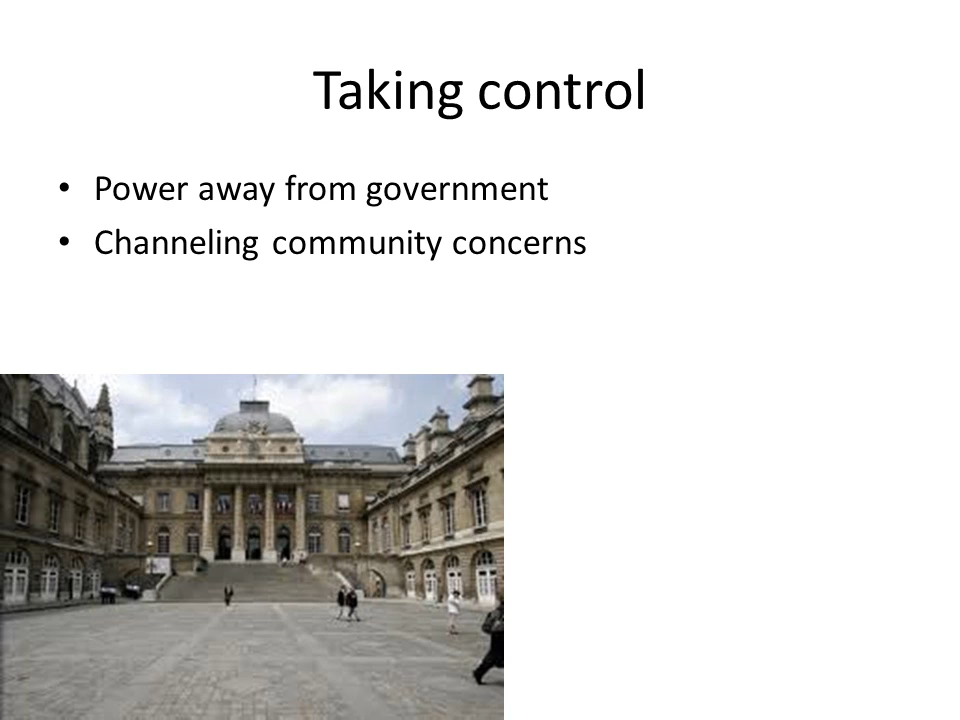 Taking control
• Power away from government
• Channeling community concerns